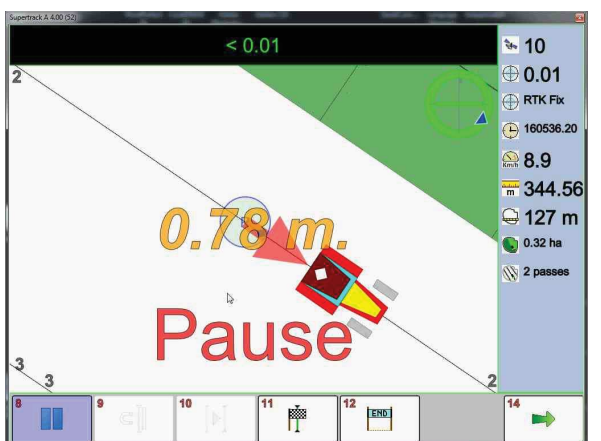 Supertrack A 4.00 (52)
< 0.01
2
0.78 m.
Pause
3
3
2
10
0.01
RTK Fix
160536.20
Km/h 8.9
m 344.56
127 m
0.32 ha
2 passes
8
9
10
11
12 END
14